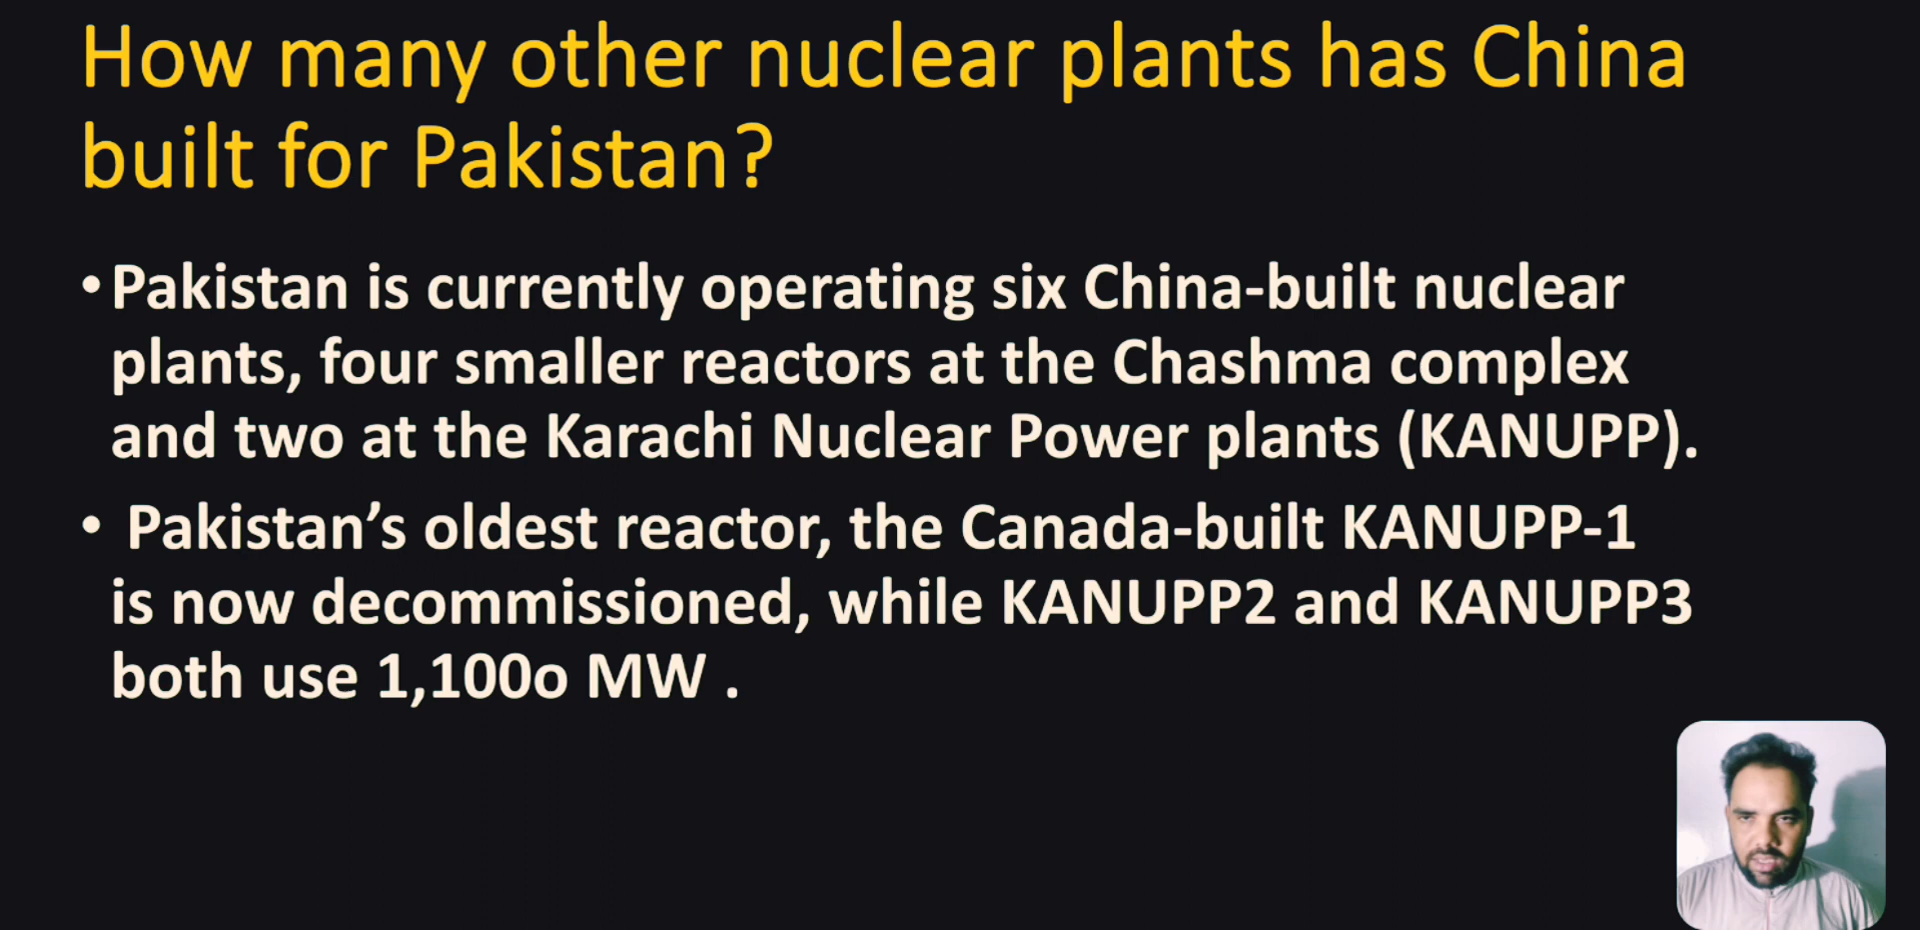 How many other nuclear plants has China
built for Pakistan?
•Pakistan is currently operating six China-built nuclear
plants, four smaller reactors at the Chashma complex
and two at the Karachi Nuclear Power plants (KANUPP).
• Pakistan’s oldest reactor, the Canada-built KANUPP-1
is now decommissioned, while KANUPP2 and KANUPP3
both use 1,100o MW .